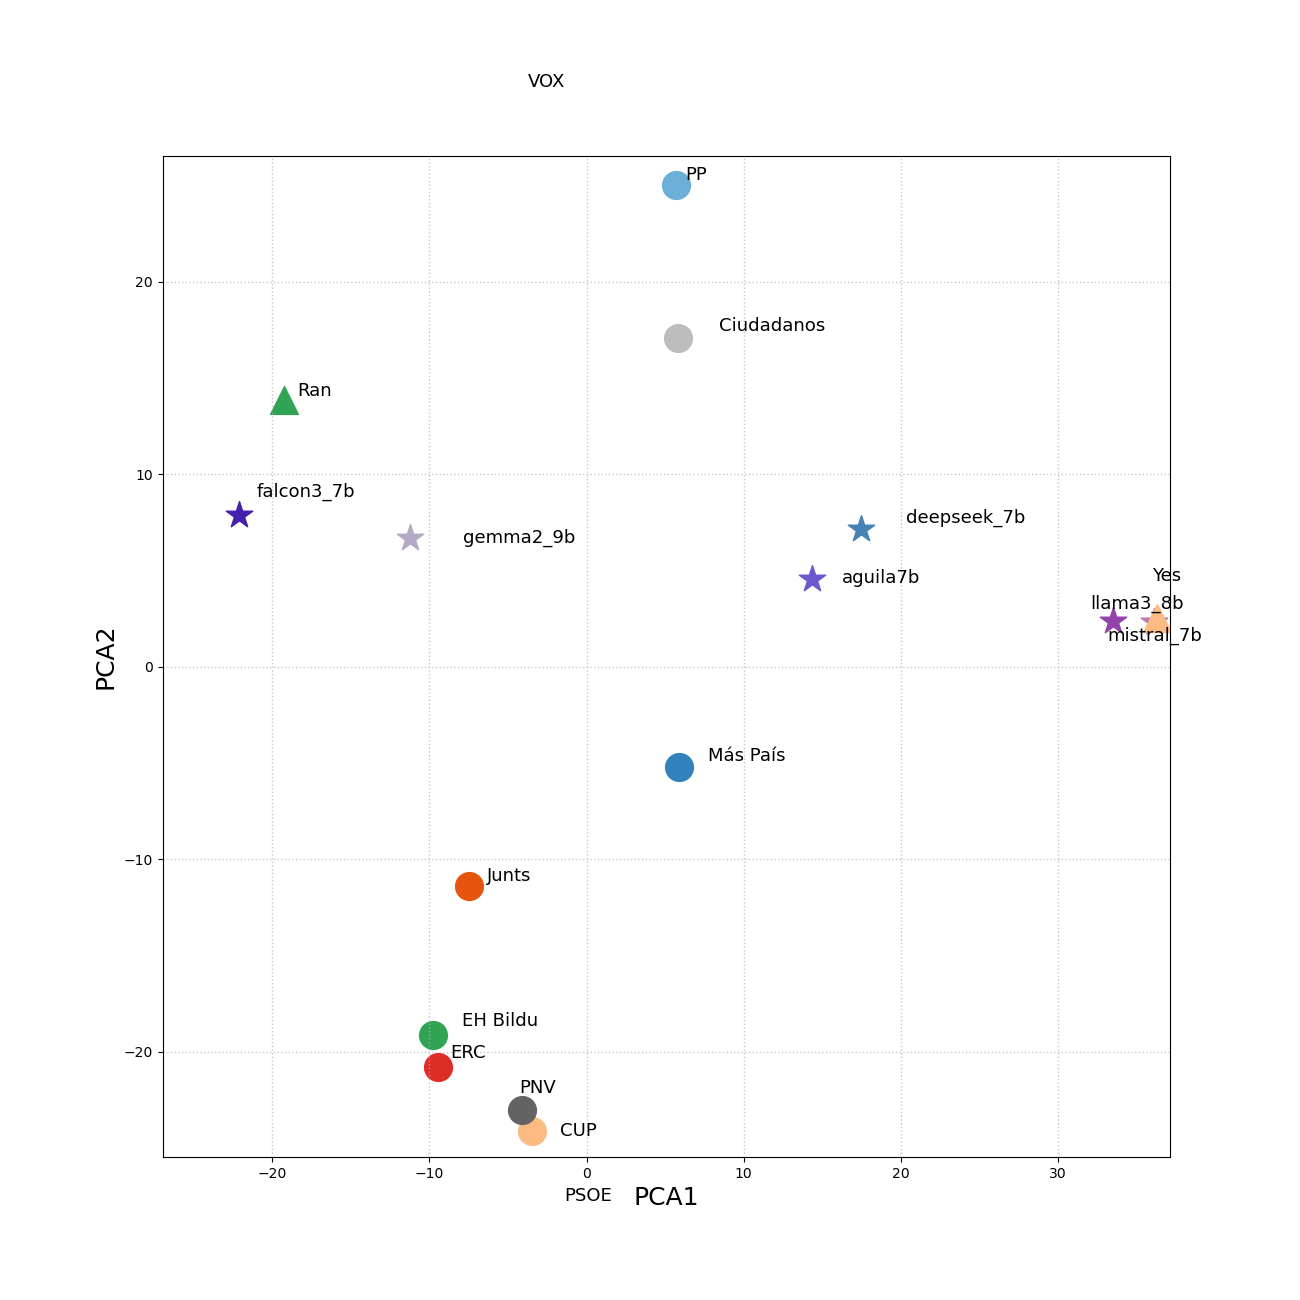 VOX
PP
20
Ciudadanos
Ran
10
falcon3_7b
deepseek_7b
gemma2_9b
aguila7b
Yes
llama3_8b
mistral_7b
0
PCA2
Más País
−10
Junts
EH Bildu
−20
ERC
PNV
CUP
−20 −10 0 10 20 30
PSOE
PCA1